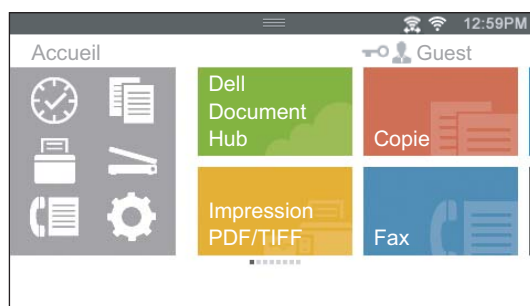 12:59PM
Accueil
Guest
Dell
Document
Hub
Copie
Impression
PDF/TIFF
Fax